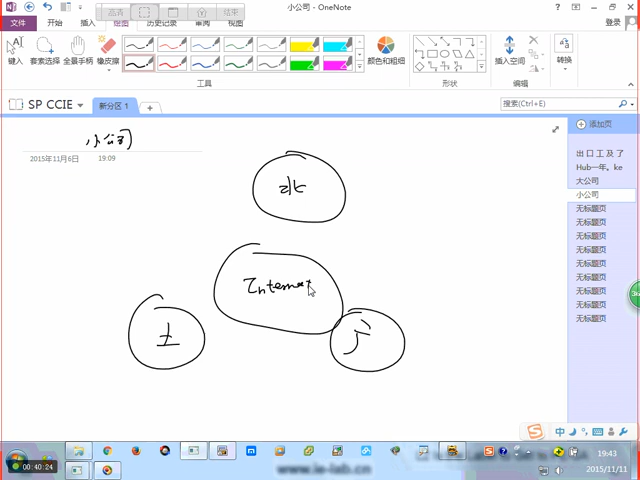 小公司 - OneNote
高清
结束
文件 开始 插入 绘图 历史记录 审阅 视图
登录
键入 套索选择 全景手柄 橡皮擦
颜色和粗细
插入空间
转换
工具
形状
SP CCIE
新分区 1
搜索(Ctrl+E)
添加页
小公司
2015年11月6日 19:09
出口工及了
Hub一年，ke
大公司
小公司
无标题页
无标题页
无标题页
无标题页
无标题页
无标题页
无标题页
无标题页
无标题页
北
Internet
上
广
中
00:40:24
www.ie-lab.cn
19:43
2015/11/11